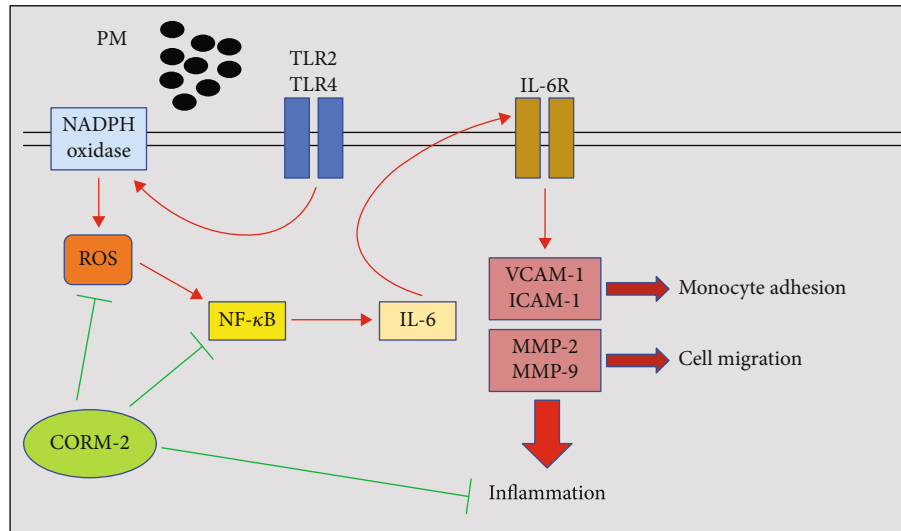 PM
TLR2
TLR4
IL-6R
NADPH
oxidase
ROS
NF-κB
IL-6
VCAM-1
ICAM-1
Monocyte adhesion
MMP-2
MMP-9
Cell migration
CORM-2
Inflammation